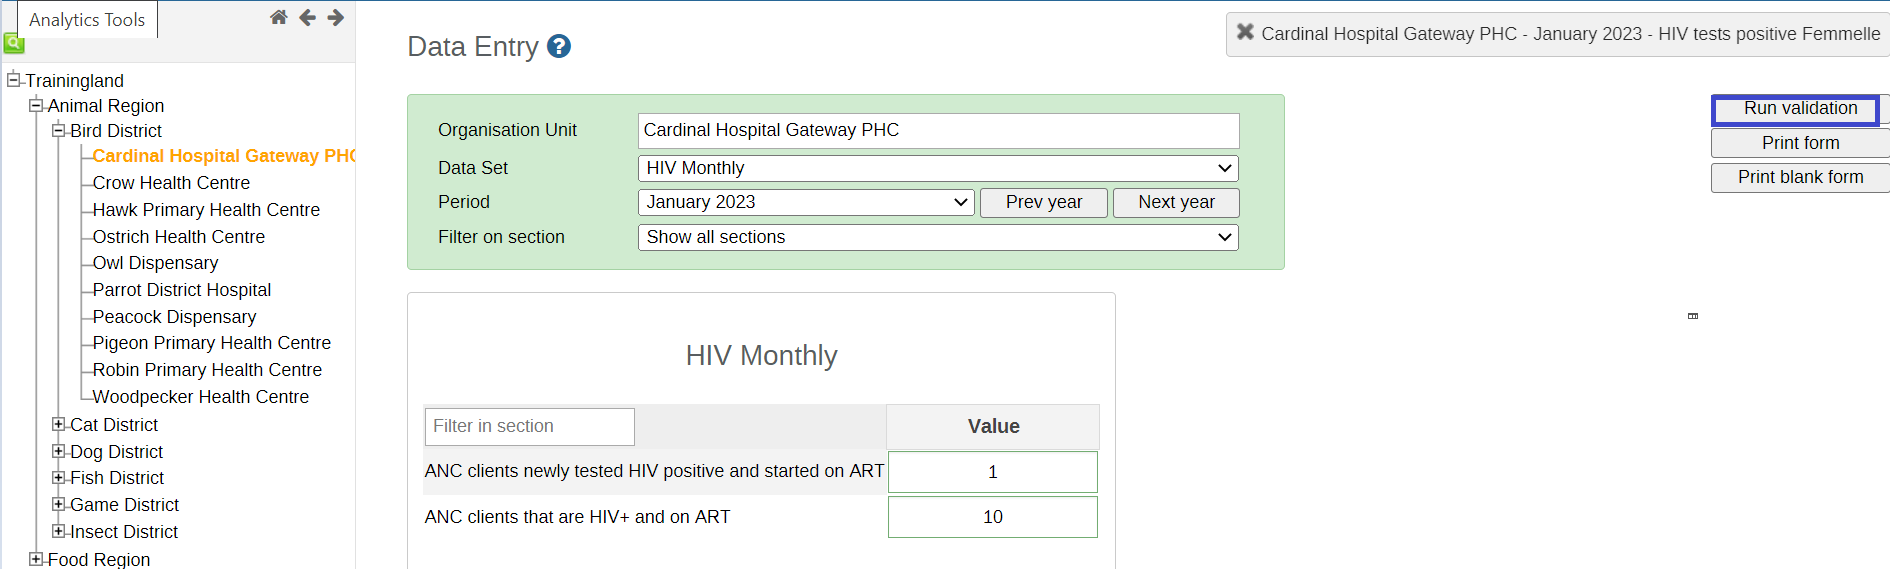 Analytics Tools
Trainingland
Animal Region
Bird District
Cardinal Hospital Gateway PHC
Crow Health Centre
Hawk Primary Health Centre
Ostrich Health Centre
Owl Dispensary
Parrot District Hospital
Peacock Dispensary
Pigeon Primary Health Centre
Robin Primary Health Centre
Woodpecker Health Centre
Cat District
Dog District
Fish District
Game District
Insect District
Food Region
Data Entry ?
Cardinal Hospital Gateway PHC - January 2023 - HIV tests positive Femmelle
Organisation Unit Cardinal Hospital Gateway PHC
Data Set HIV Monthly
Period January 2023 Prev year Next year
Filter on section Show all sections
Run validation
Print form
Print blank form
HIV Monthly
Filter in section Value
ANC clients newly tested HIV positive and started on ART 1
ANC clients that are HIV+ and on ART 10